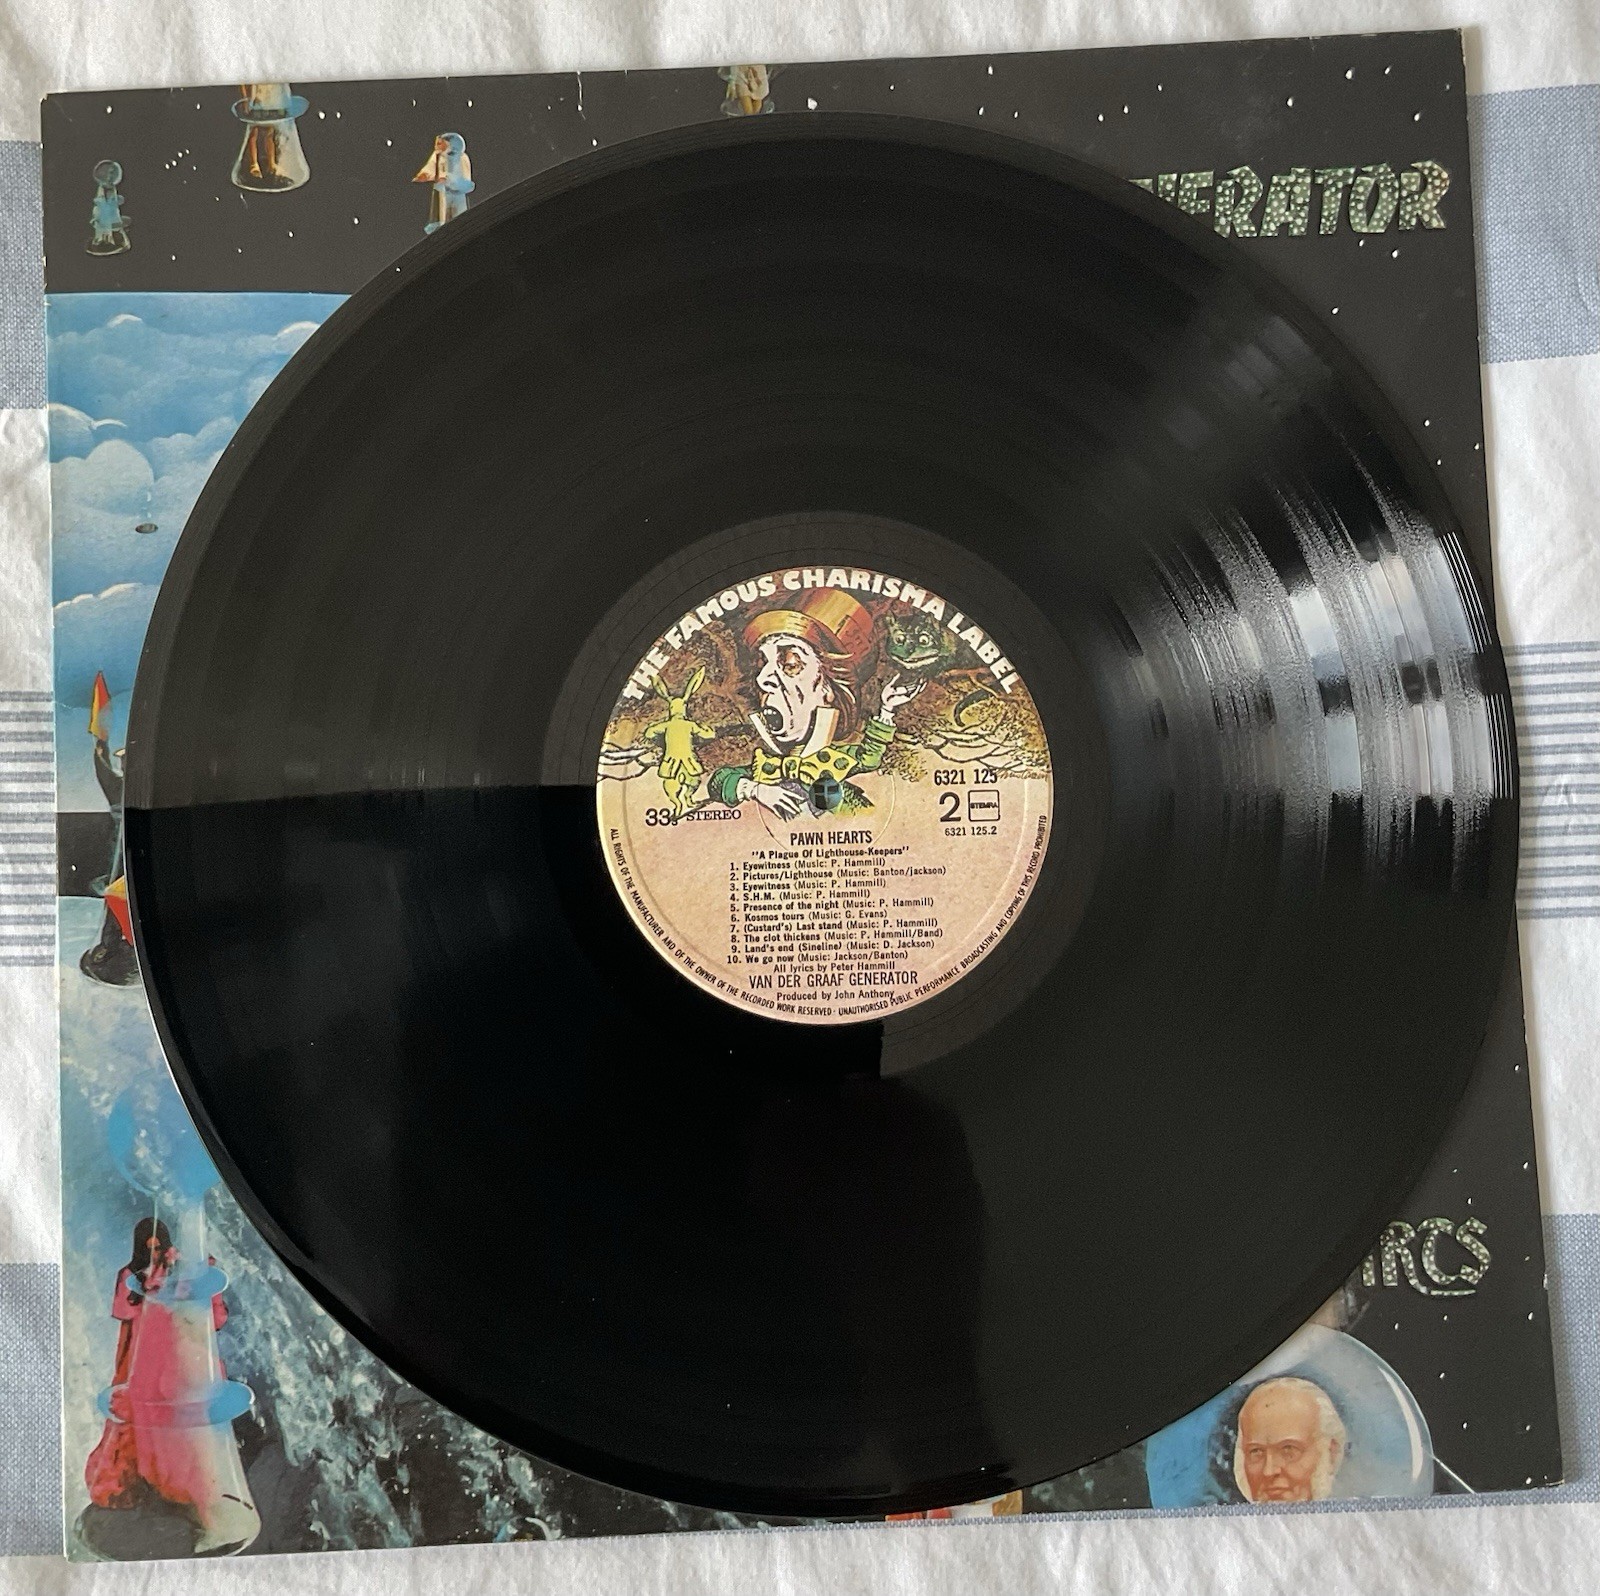 NERATOR
THE FAMOUS CHARISMA LABEL
6321 125
33⅓ STEREO
2
STEMRA
6321 125.2
PAWN HEARTS
"A Plague Of Lighthouse-Keepers"
1. Eyewitness (Music: P. Hammill)
2. Pictures/Lighthouse (Music: Banton/jackson)
3. Eyewitness (Music: P. Hammill)
4. S.H.M. (Music: P. Hammill)
5. Presence of the night (Music: P. Hammill)
6. Kosmos tours (Music: G. Evans)
7. (Custard's) Last stand (Music: P. Hammill)
8. The clot thickens (Music: P. Hammill/Band)
9. Land's end (Sineline) (Music: D. Jackson)
10. We go now (Music: Jackson/Banton)
All lyrics by Peter Hammill
VAN DER GRAAF GENERATOR
Produced by John Anthony
ALL RIGHTS OF THE MANUFACTURER AND OF THE OWNER OF THE RECORDED WORK RESERVED · UNAUTHORISED PUBLIC PERFORMANCE BROADCASTING AND COPYING OF THIS RECORD PROHIBITED
ARTS